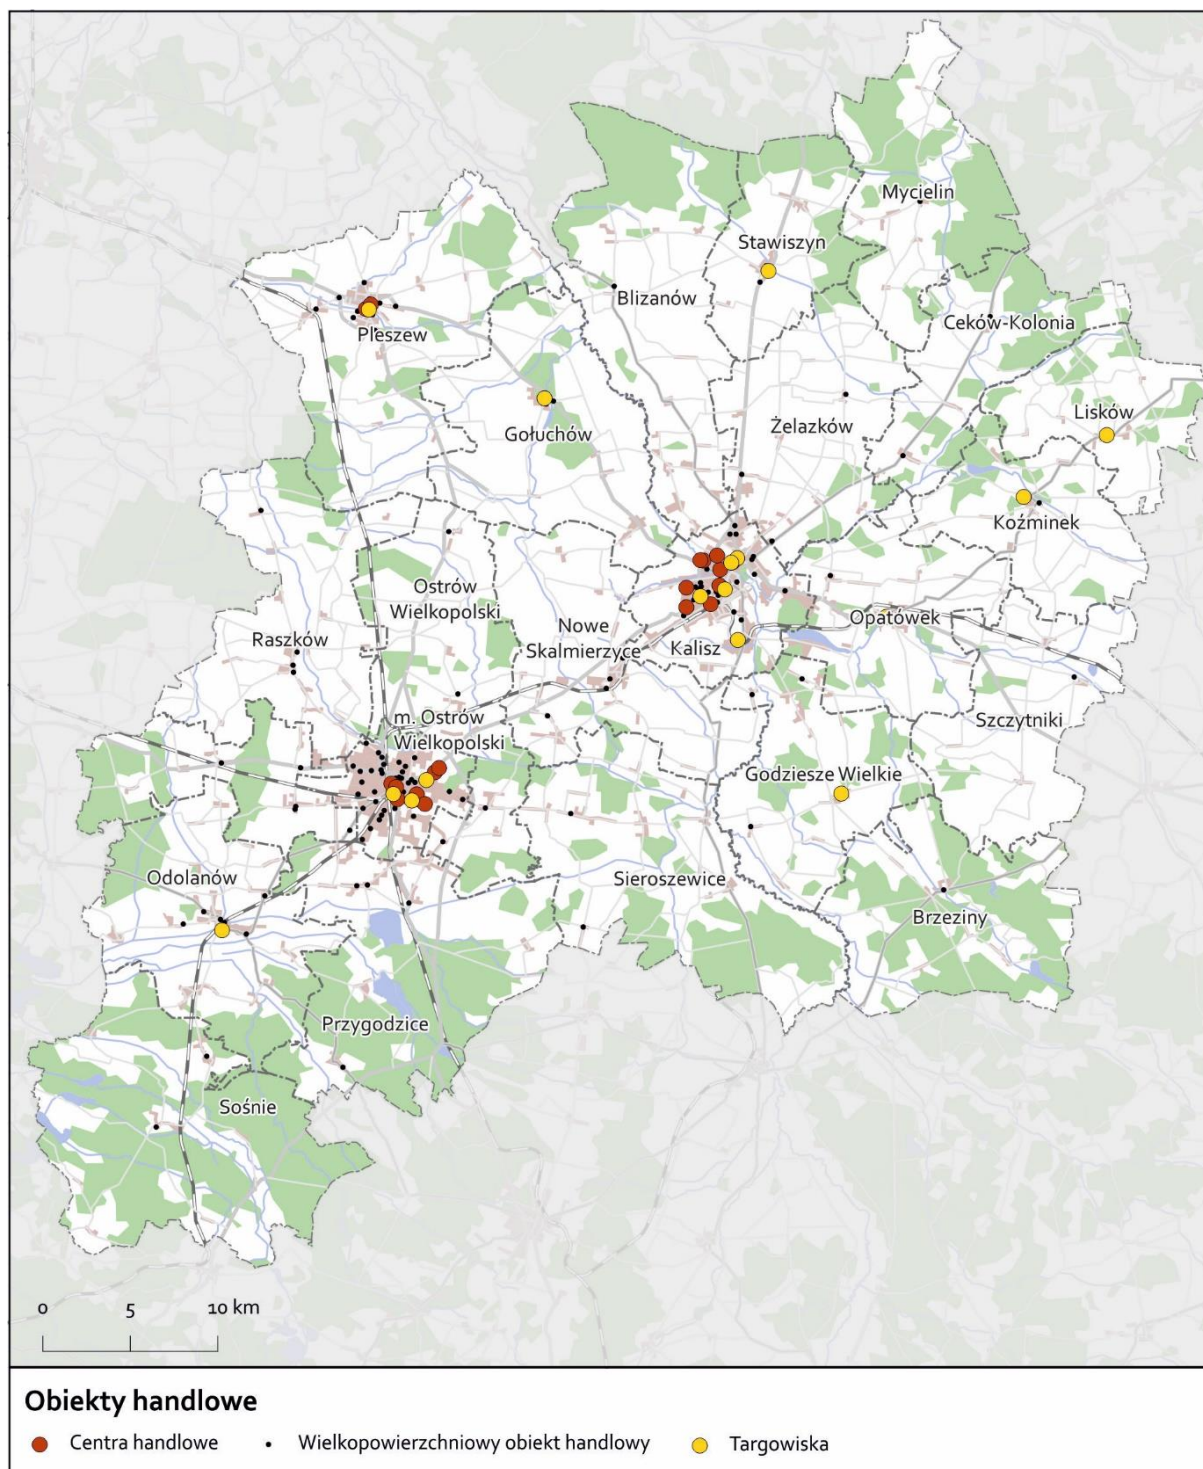 Mycielin
Stawiszyn
Blizanów
Ceków-Kolonia
Pleszew
Lisków
Gołuchów
Żelazków
Koźminek
Ostrów
Wielkopolski
Opatówek
Nowe
Skalmierzyce
Raszków
Kalisz
m. Ostrów
Wielkopolski
Szczytniki
Godziesze Wielkie
Odolanów
Sieroszewice
Brzeziny
Przygodzice
Sośnie
0 5 10 km
Obiekty handlowe
Centra handlowe Wielkopowierzchniowy obiekt handlowy Targowiska